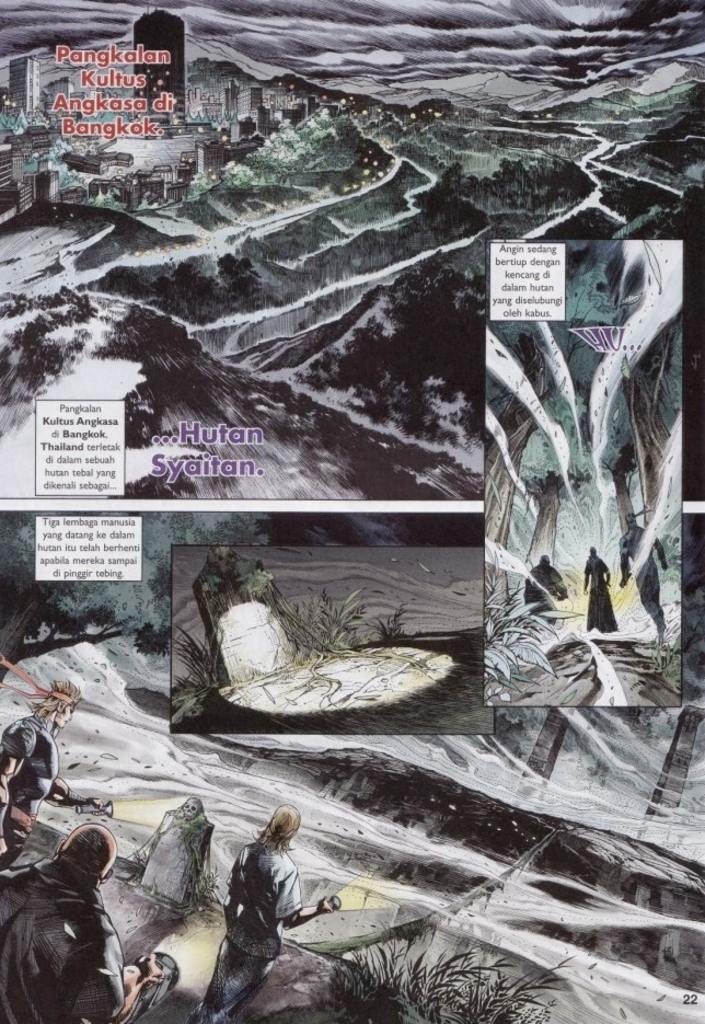 Pangkalan
Kultus
Angkasa di
Bangkok.
Angin sedang
bertiup dengan
kencang di
dalam hutan
yang diselubungi
oleh kabus.
PIU...
Pangkalan
Kultus Angkasa
di Bangkok,
Thailand terletak
di dalam sebuah
hutan tebal yang
dikenali sebagai...
...Hutan
Syaitan.
Tiga lembaga manusia
yang datang ke dalam
hutan itu telah berhenti
apabila mereka sampai
di pinggir tebing.
22